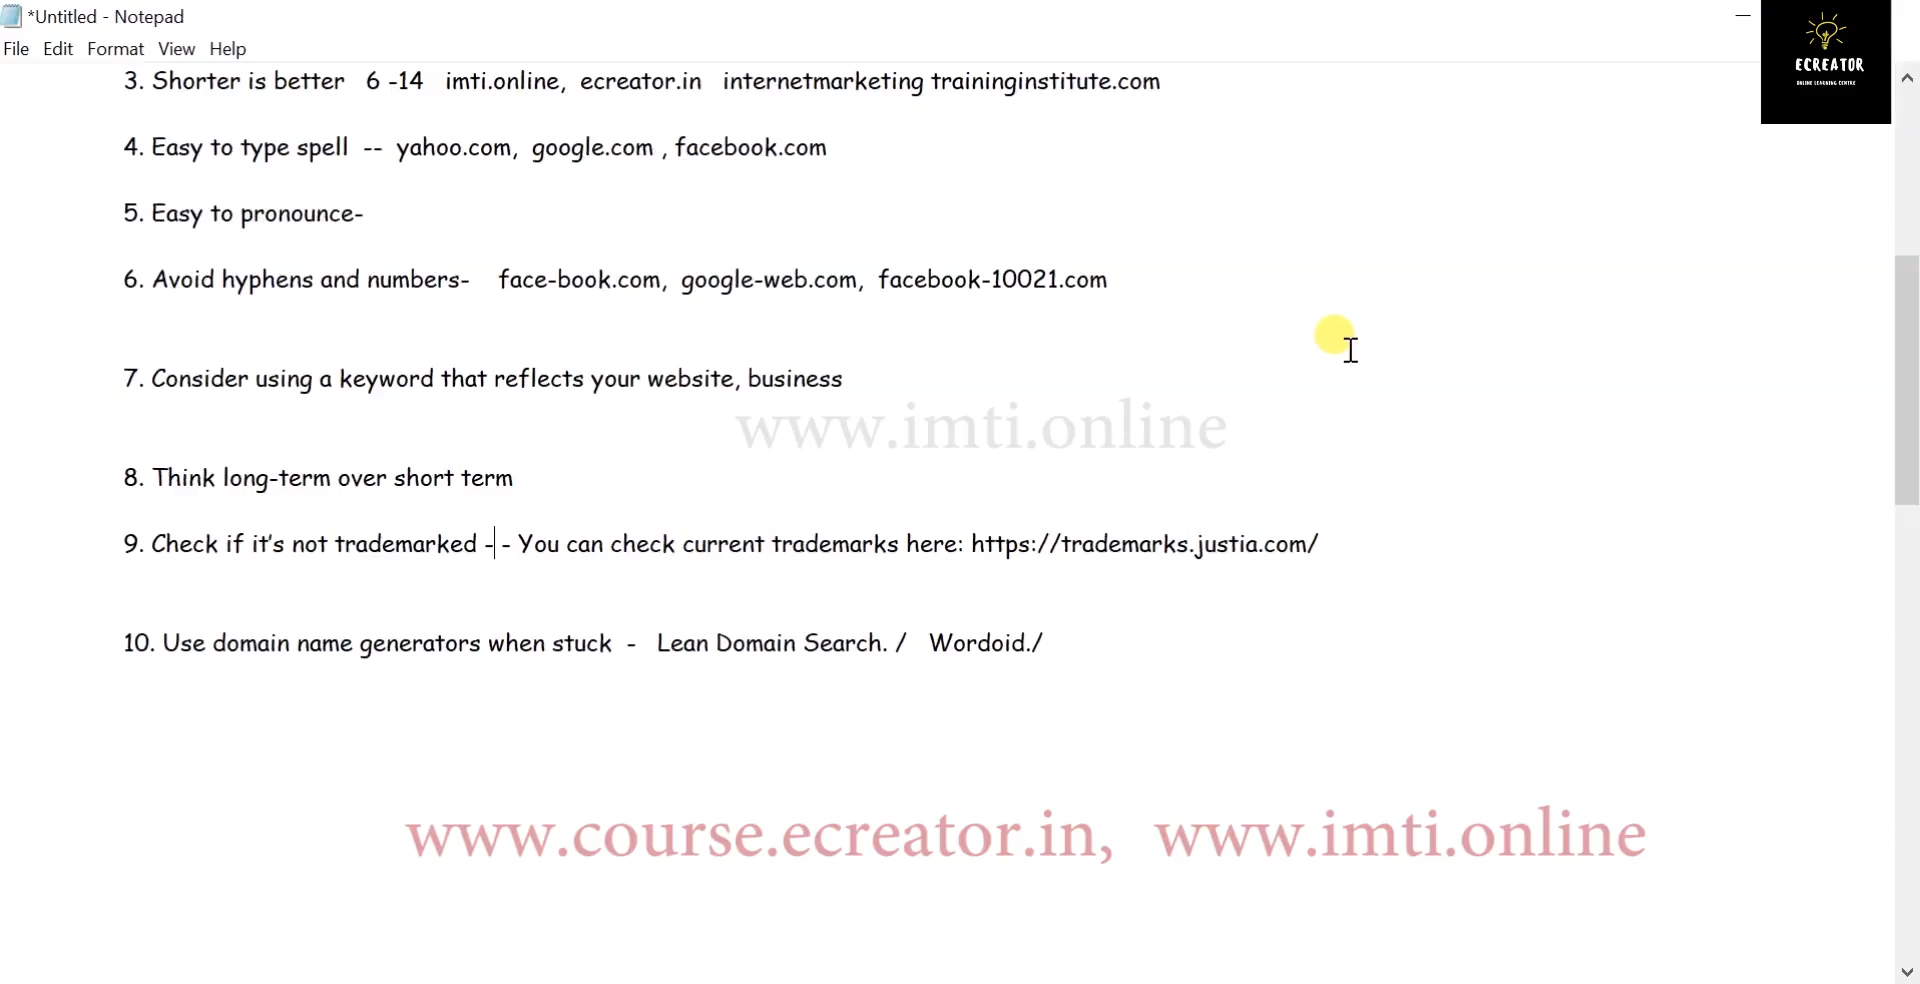 *Untitled - Notepad
File Edit Format View Help
ECREATOR
ONLINE LEARNING CENTRE
3. Shorter is better 6 -14 imti.online, ecreator.in internetmarketing traininginstitute.com
4. Easy to type spell -- yahoo.com, google.com , facebook.com
5. Easy to pronounce-
6. Avoid hyphens and numbers- face-book.com, google-web.com, facebook-10021.com
7. Consider using a keyword that reflects your website, business
www.imti.online
8. Think long-term over short term
9. Check if it's not trademarked - - You can check current trademarks here: https://trademarks.justia.com/
10. Use domain name generators when stuck - Lean Domain Search. / Wordoid./
www.course.ecreator.in, www.imti.online